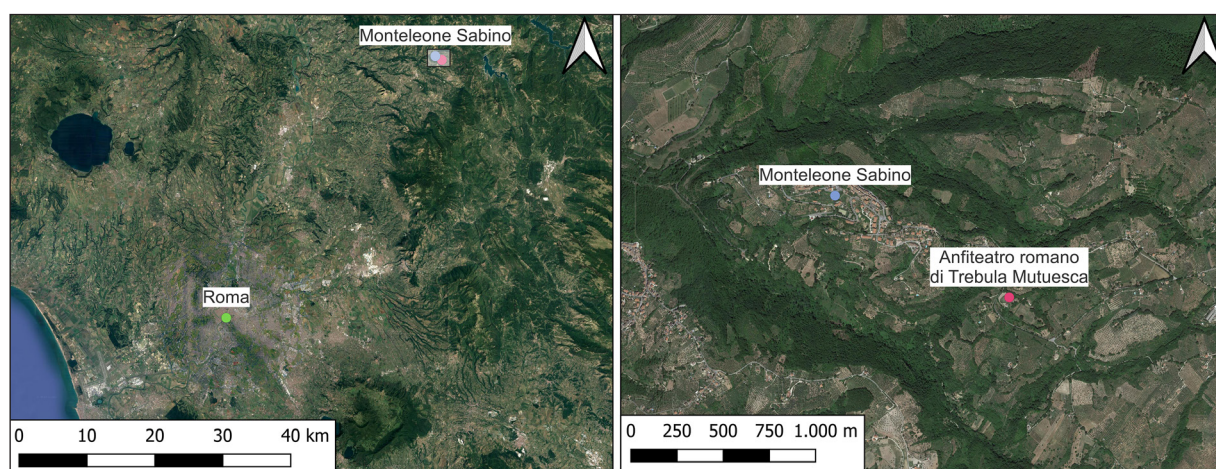 Monteleone Sabino
Roma
0 10 20 30 40 km
Monteleone Sabino
Anfiteatro romano
di Trebula Mutuesca
0 250 500 750 1.000 m